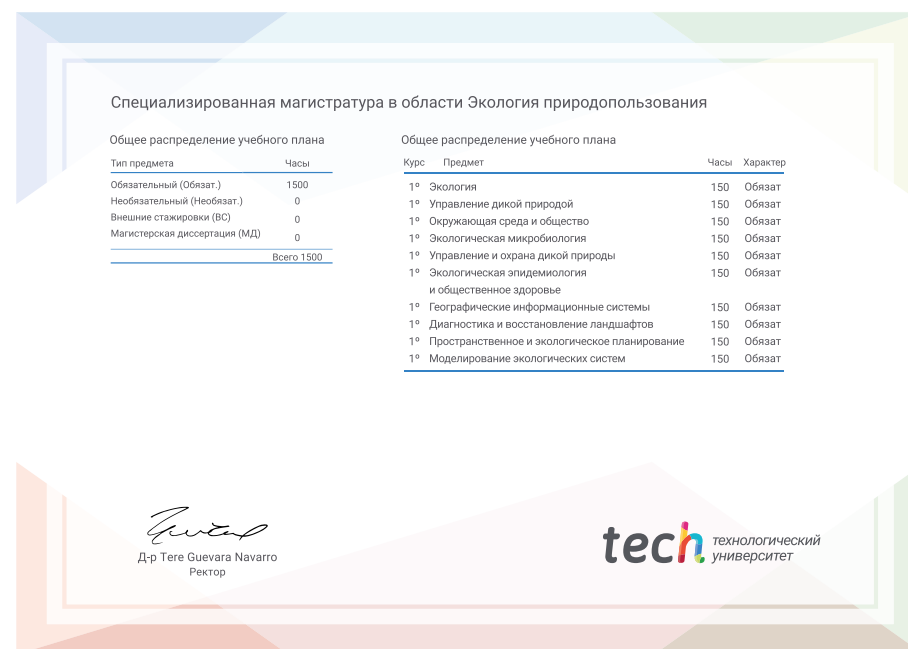 Специализированная магистратура в области Экология природопользования
Общее распределение учебного плана
Тип предмета Часы
Обязательный (Обязат.) 1500
Необязательный (Необязат.) 0
Внешние стажировки (ВС) 0
Магистерская диссертация (МД) 0
Всего 1500
Общее распределение учебного плана
Курс Предмет Часы Характер
1º Экология 150 Обязат
1º Управление дикой природой 150 Обязат
1º Окружающая среда и общество 150 Обязат
1º Экологическая микробиология 150 Обязат
1º Управление и охрана дикой природы 150 Обязат
1º Экологическая эпидемиология 150 Обязат
и общественное здоровье
1º Географические информационные системы 150 Обязат
1º Диагностика и восстановление ландшафтов 150 Обязат
1º Пространственное и экологическое планирование 150 Обязат
1º Моделирование экологических систем 150 Обязат
Д-р Tere Guevara Navarro
Ректор
tech технологический
университет